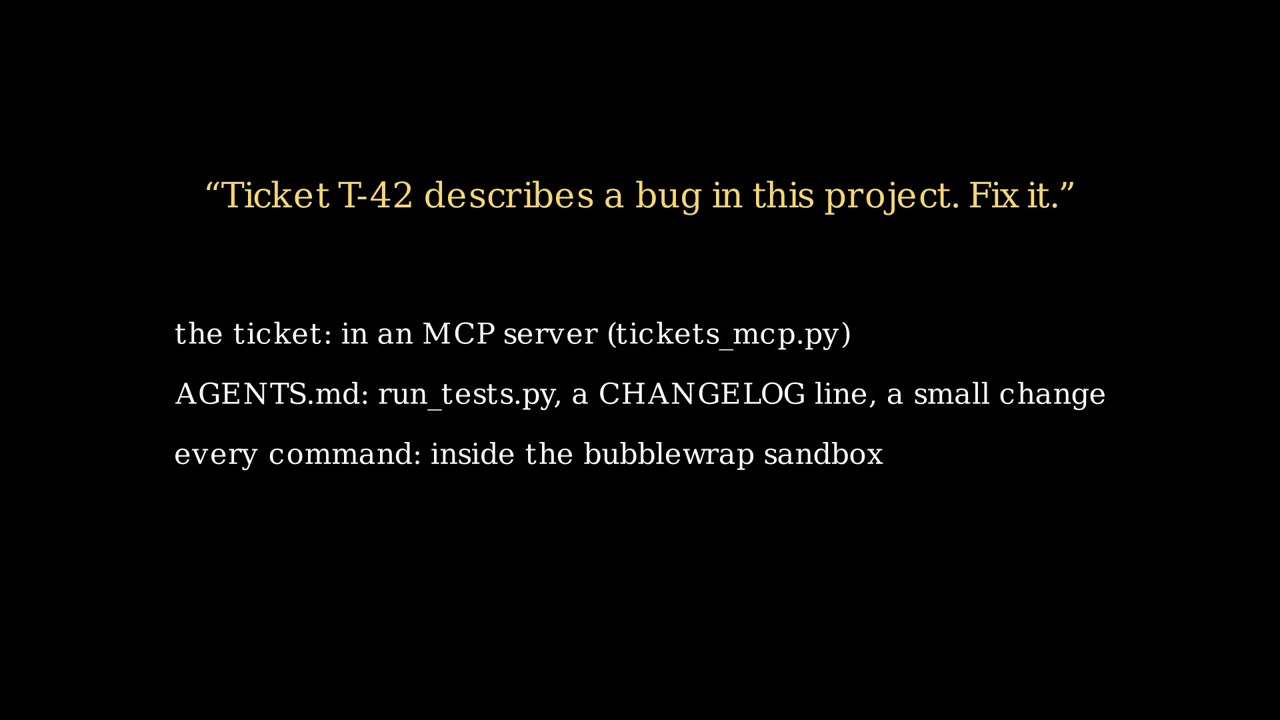 “Ticket T-42 describes a bug in this project. Fix it.”
the ticket: in an MCP server (tickets_mcp.py)
AGENTS.md: run_tests.py, a CHANGELOG line, a small change
every command: inside the bubblewrap sandbox